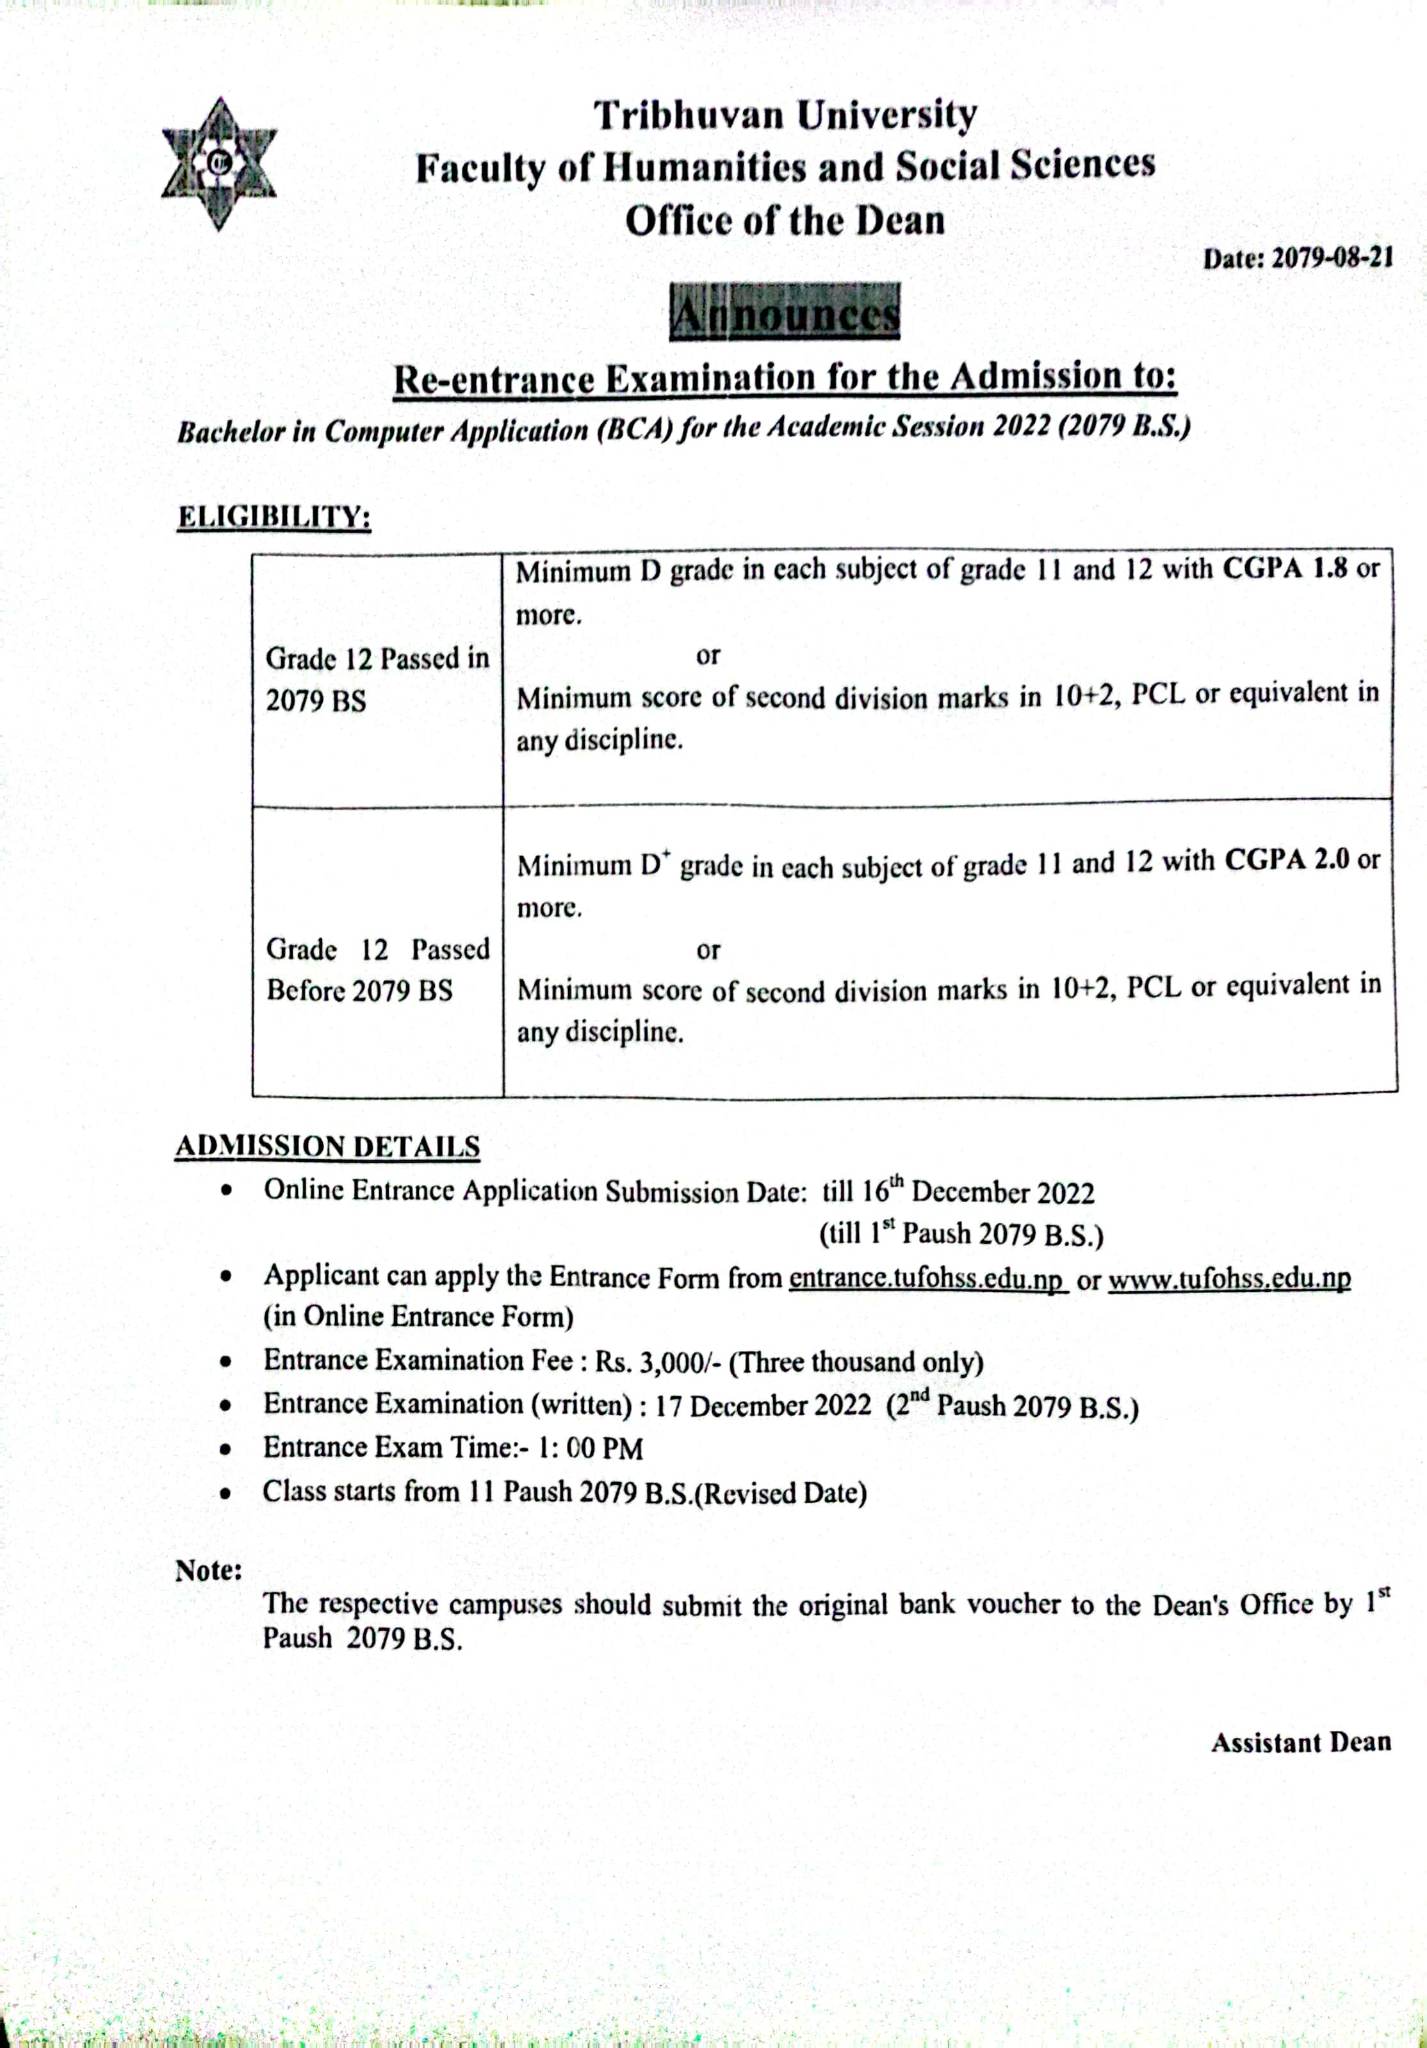 Tribhuvan University
Faculty of Humanities and Social Sciences
Office of the Dean
Date: 2079-08-21
Announces
Re-entrance Examination for the Admission to:
Bachelor in Computer Application (BCA) for the Academic Session 2022 (2079 B.S.)
ELIGIBILITY:
Grade 12 Passed in
2079 BS
Minimum D grade in each subject of grade 11 and 12 with CGPA 1.8 or
more.
or
Minimum score of second division marks in 10+2, PCL or equivalent in
any discipline.
Grade 12 Passed
Before 2079 BS
Minimum D⁺ grade in each subject of grade 11 and 12 with CGPA 2.0 or
more.
or
Minimum score of second division marks in 10+2, PCL or equivalent in
any discipline.
ADMISSION DETAILS
• Online Entrance Application Submission Date: till 16th December 2022
(till 1st Paush 2079 B.S.)
• Applicant can apply the Entrance Form from entrance.tufohss.edu.np or www.tufohss.edu.np
(in Online Entrance Form)
• Entrance Examination Fee : Rs. 3,000/- (Three thousand only)
• Entrance Examination (written) : 17 December 2022 (2nd Paush 2079 B.S.)
• Entrance Exam Time:- 1: 00 PM
• Class starts from 11 Paush 2079 B.S.(Revised Date)
Note:
The respective campuses should submit the original bank voucher to the Dean's Office by 1st
Paush 2079 B.S.
Assistant Dean